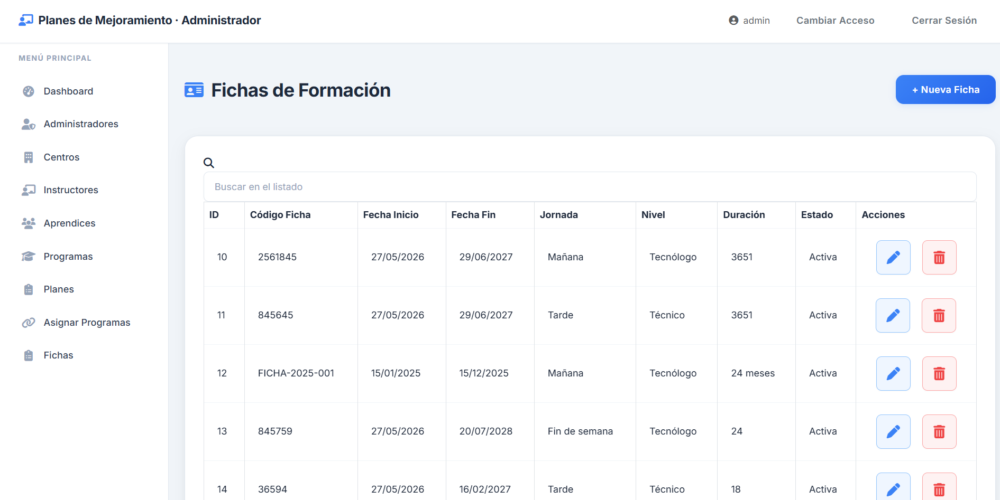 Planes de Mejoramiento · Administrador
admin
Cambiar Acceso
Cerrar Sesión
MENÚ PRINCIPAL
Dashboard
Administradores
Centros
Instructores
Aprendices
Programas
Planes
Asignar Programas
Fichas
Fichas de Formación
+ Nueva Ficha
Buscar en el listado
ID Código Ficha Fecha Inicio Fecha Fin Jornada Nivel Duración Estado Acciones
10 2561845 27/05/2026 29/06/2027 Mañana Tecnólogo 3651 Activa
11 845645 27/05/2026 29/06/2027 Tarde Técnico 3651 Activa
12 FICHA-2025-001 15/01/2025 15/12/2025 Mañana Tecnólogo 24 meses Activa
13 845759 27/05/2026 20/07/2028 Fin de semana Tecnólogo 24 Activa
14 36594 27/05/2026 16/02/2027 Tarde Técnico 18 Activa